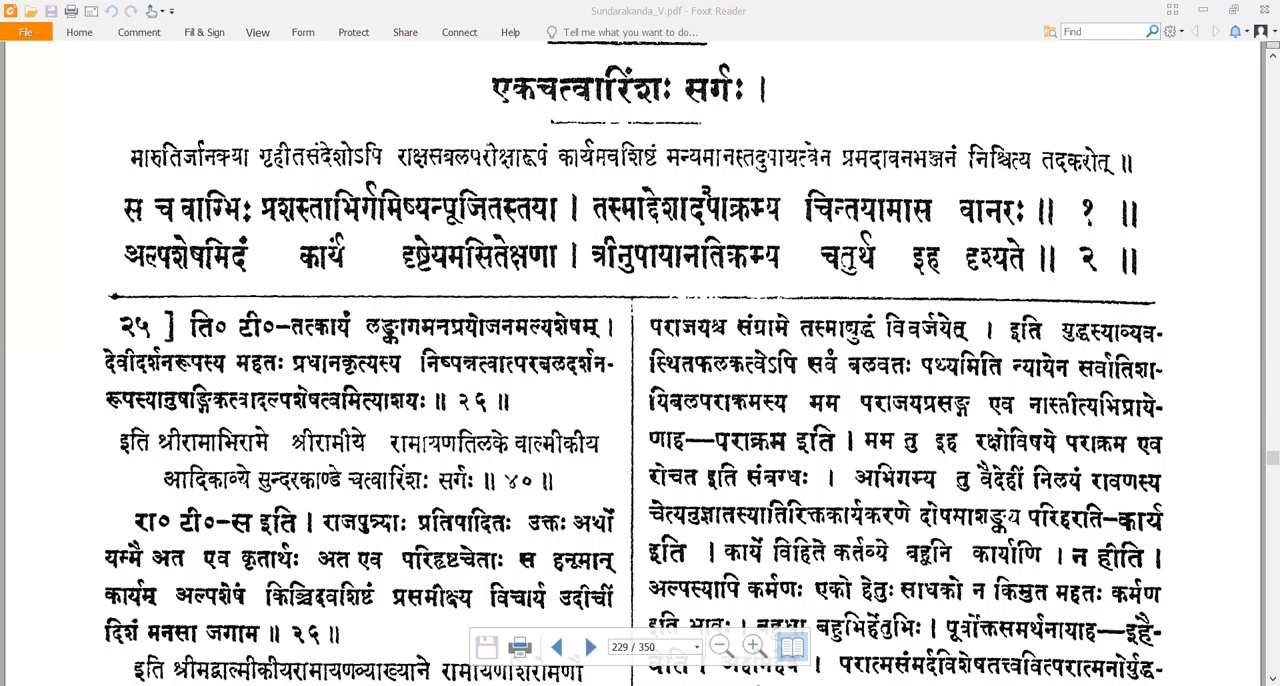 Sundarakanda_V.pdf - Foxit Reader
File Home Comment Fill & Sign View Form Protect Share Connect Help Tell me what you want to do... Find
एकचत्वारिंशः सर्गः ।
मारुतिर्जानक्या गृहीतसंदेशोऽपि राक्षसबलपरीक्षारूपं कार्यमवशिष्टं मन्यमानस्तदुपायत्वेन प्रमदावनभञ्जनं निश्चित्य तदकरोत् ॥
स च वाग्भिः प्रशस्ताभिर्गमिष्यन्पूजितस्तया । तस्माद्देशादपाक्रम्य चिन्तयामास वानरः ॥ १ ॥
अल्पशेषमिदं कार्यं दृष्टेयमसितेक्षणा । त्रीनुपायानतिक्रम्य चतुर्थ इह दृश्यते ॥ २ ॥
२५ ] ति० टी०-तत्कार्यं लङ्कागमनप्रयोजनमल्पशेषम् ।
देवीदर्शनरूपस्य महतः प्रधानकृत्यस्य निष्पन्नत्वात्परबलदर्शन-
रूपस्यानुषङ्गिकत्वादल्पशेषत्वमित्याशयः ॥ २६ ॥
इति श्रीरामाभिरामे श्रीरामीये रामायणतिलके वाल्मीकीय
आदिकाव्ये सुन्दरकाण्डे चत्वारिंशः सर्गः ॥ ४० ॥
रा० टी०-स इति । राजपुत्र्याः प्रतिपादितः उक्तः अर्थो
यस्मै अत एव कृतार्थः अत एव परिहृष्टचेताः स हनूमान्
कार्यम् अल्पशेषं किञ्चिदवशिष्टं प्रसमीक्ष्य विचार्य उदीचीं
दिशं मनसा जगाम ॥ २६ ॥
इति श्रीमद्वाल्मीकीयरामायणव्याख्याने रामायणशिरोमणौ
पराजयश्च संग्रामे तस्माद्युद्धं विवर्जयेत् । इति युद्धस्याव्यव-
स्थितफलकत्वेऽपि सर्वं बलवतः पथ्यमिति न्यायेन सर्वातिशा-
यिबलपराक्रमस्य मम पराजयप्रसङ्ग एव नास्तीत्यभिप्राये-
णाह—पराक्रम इति । मम तु इह रक्षोविषये पराक्रम एव
रोचत इति संबन्धः । अभिगम्य तु वैदेहीं निलयं रावणस्य
चेत्यनुज्ञातस्यातिरिक्तकार्यकरणे दोषमाशङ्क्य परिहरति-कार्य
इति । कार्ये विहिते कर्तव्ये बहूनि कार्याणि । न हीति ।
अल्पस्यापि कर्मणः एको हेतुः साधको न किमुत महतः कर्मण
इति भावः । बहुधा बहुभिर्हेतुभिः । पूर्वोक्तसमर्थनायाह—इहै-
वेति । परात्मसंमर्दविशेषतत्त्ववित्परात्मनोर्युद्ध-
229 / 350